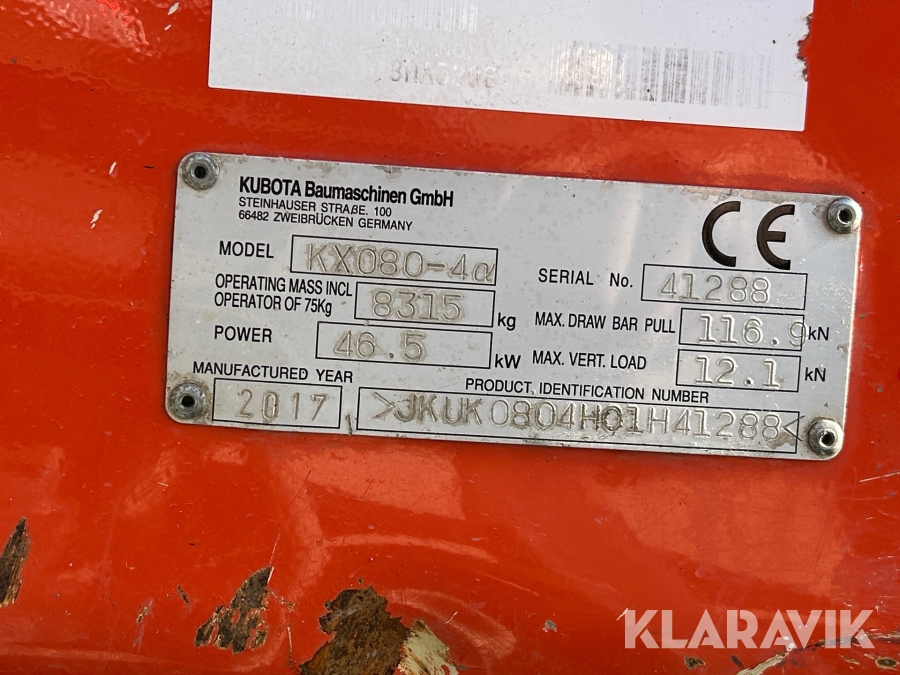 KUBOTA Baumaschinen GmbH
STEINHAUSER STRAßE. 100
66482 ZWEIBRÜCKEN GERMANY
CE
MODEL KX080-4α
SERIAL No. 41288
OPERATING MASS INCL
OPERATOR OF 75Kg 8315 kg
MAX. DRAW BAR PULL 116.9 kN
POWER 46.5 kW
MAX. VERT. LOAD 12.1 kN
MANUFACTURED YEAR
2017
PRODUCT, IDENTIFICATION NUMBER
>JKUK0804H01H41288<
KLARAVIK